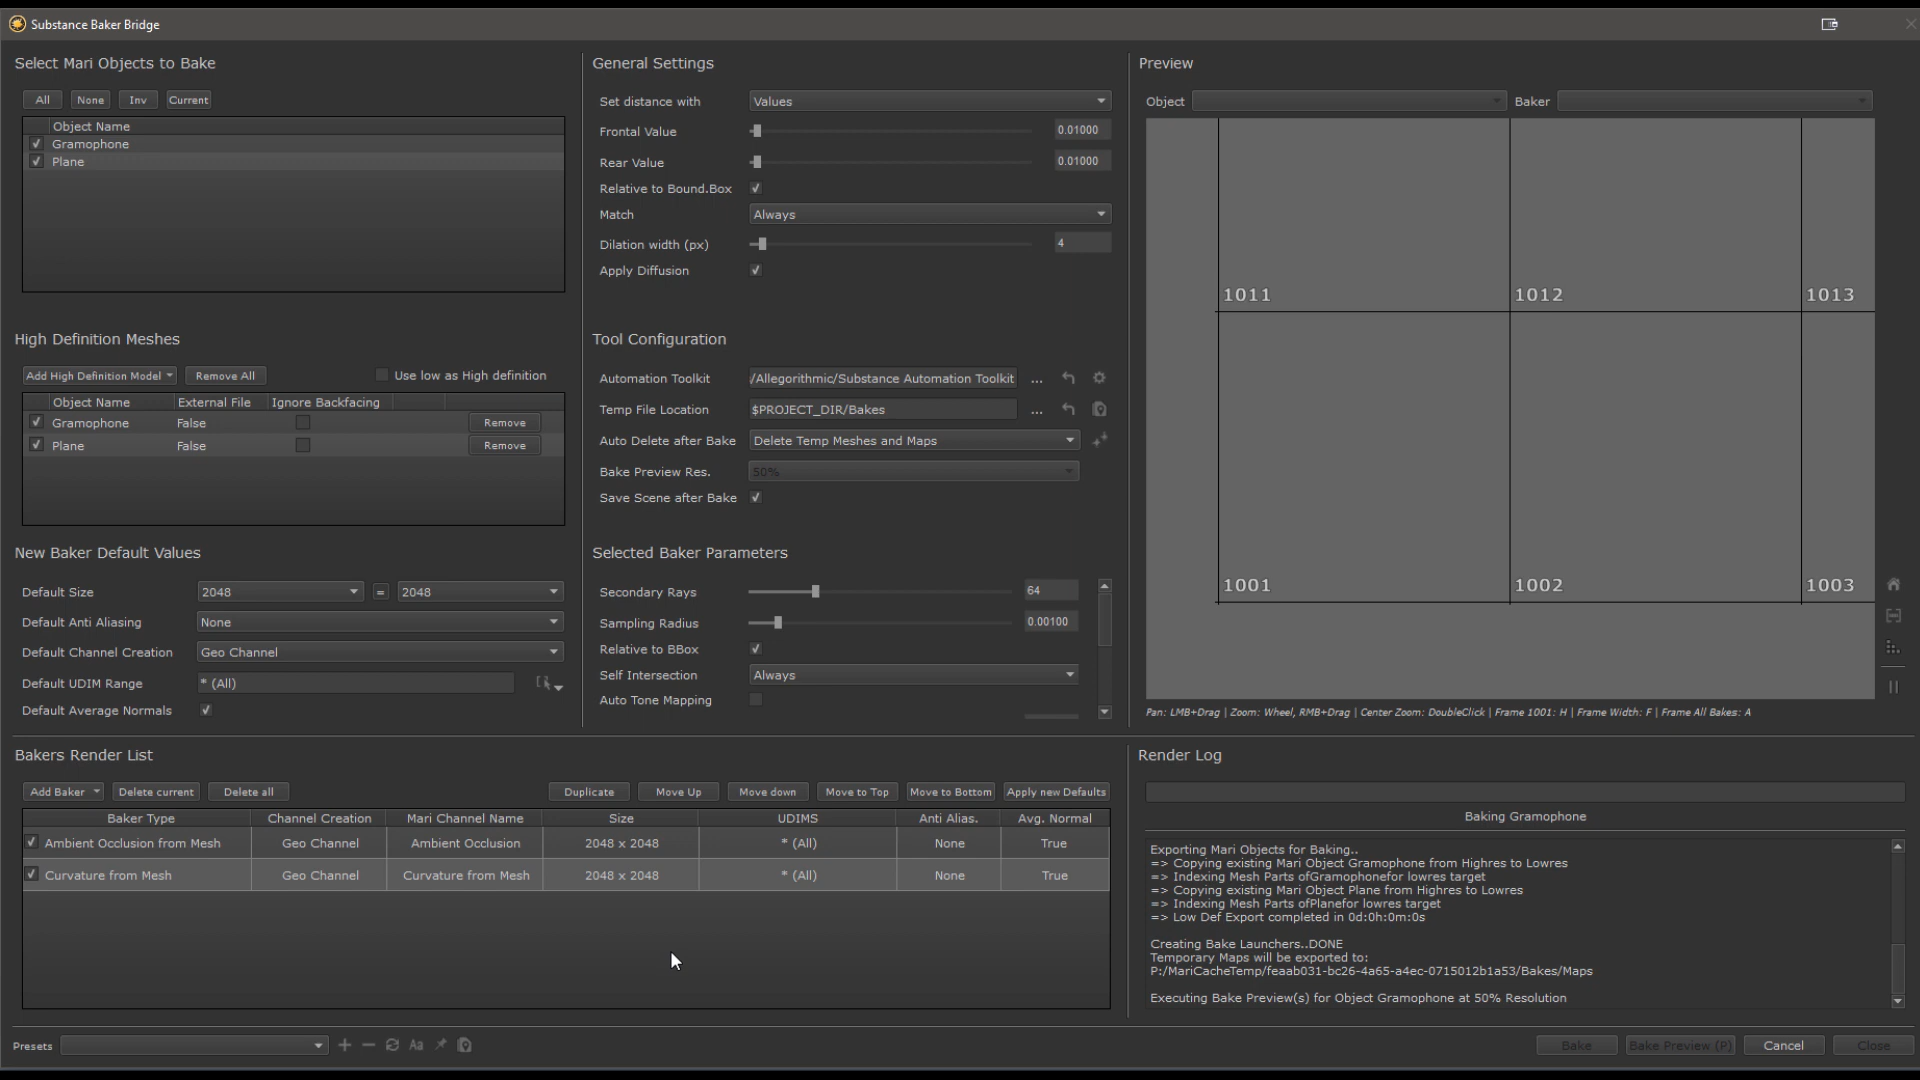 Substance Baker Bridge
Select Mari Objects to Bake
All None Inv Current
Object Name
Gramophone
Plane
High Definition Meshes
Add High Definition Model Remove All Use low as High definition
Object Name External File Ignore Backfacing
Gramophone False Remove
Plane False Remove
New Baker Default Values
Default Size 2048 = 2048
Default Anti Aliasing None
Default Channel Creation Geo Channel
Default UDIM Range * (All)
Default Average Normals
General Settings
Set distance with Values
Frontal Value 0.01000
Rear Value 0.01000
Relative to Bound.Box
Match Always
Dilation width (px) 4
Apply Diffusion
Tool Configuration
Automation Toolkit /Allegorithmic/Substance Automation Toolkit ...
Temp File Location $PROJECT_DIR/Bakes ...
Auto Delete after Bake Delete Temp Meshes and Maps
Bake Preview Res. 50%
Save Scene after Bake
Selected Baker Parameters
Secondary Rays 64
Sampling Radius 0.00100
Relative to BBox
Self Intersection Always
Auto Tone Mapping
Preview
Object Baker
1011 1012 1013
1001 1002 1003
Pan: LMB+Drag | Zoom: Wheel, RMB+Drag | Center Zoom: DoubleClick | Frame 1001: H | Frame Width: F | Frame All Bakes: A
Bakers Render List
Add Baker Delete current Delete all Duplicate Move Up Move down Move to Top Move to Bottom Apply new Defaults
Baker Type Channel Creation Mari Channel Name Size UDIMS Anti Alias. Avg. Normal
Ambient Occlusion from Mesh Geo Channel Ambient Occlusion 2048 x 2048 * (All) None True
Curvature from Mesh Geo Channel Curvature from Mesh 2048 x 2048 * (All) None True
Render Log
Baking Gramophone
Exporting Mari Objects for Baking..
=> Copying existing Mari Object Gramophone from Highres to Lowres
=> Indexing Mesh Parts ofGramophonefor lowres target
=> Copying existing Mari Object Plane from Highres to Lowres
=> Indexing Mesh Parts ofPlanefor lowres target
=> Low Def Export completed in 0d:0h:0m:0s
Creating Bake Launchers..DONE
Temporary Maps will be exported to:
P:/MariCacheTemp/feaab031-bc26-4a65-a4ec-0715012b1a53/Bakes/Maps
Executing Bake Preview(s) for Object Gramophone at 50% Resolution
Presets Aa
Bake Bake Preview (P) Cancel Close